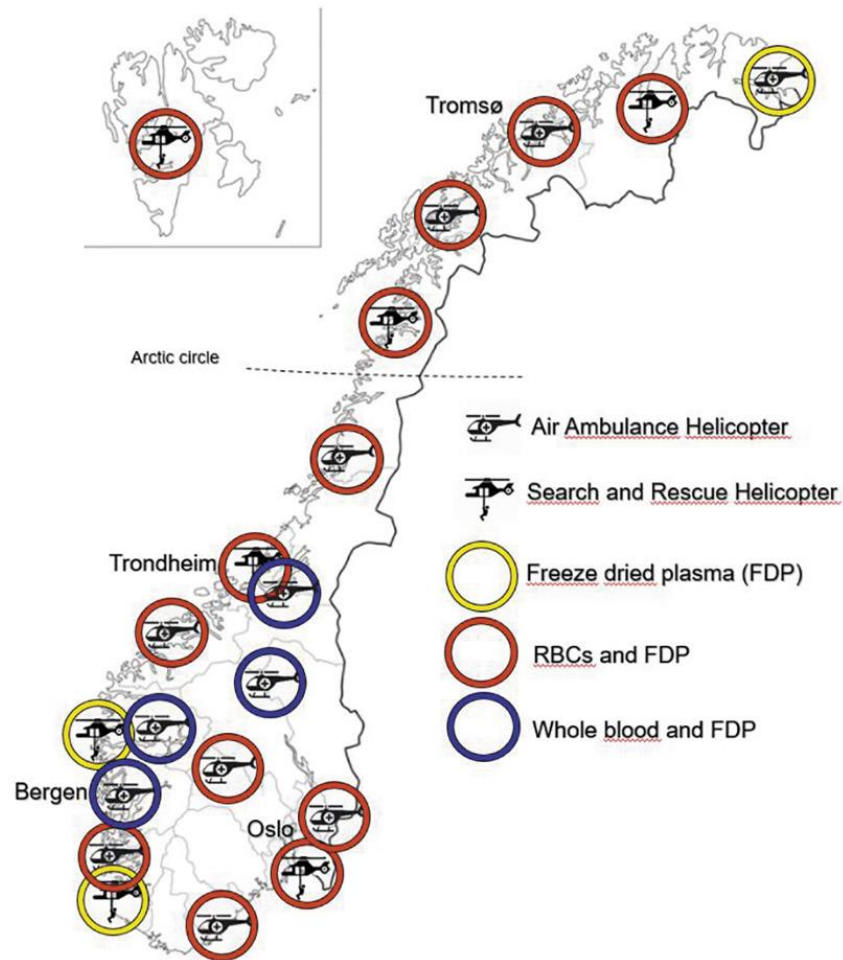 Tromsø
Arctic circle
Air Ambulance Helicopter
Search and Rescue Helicopter
Trondheim
Freeze dried plasma (FDP)
RBCs and FDP
Whole blood and FDP
Bergen
Oslo